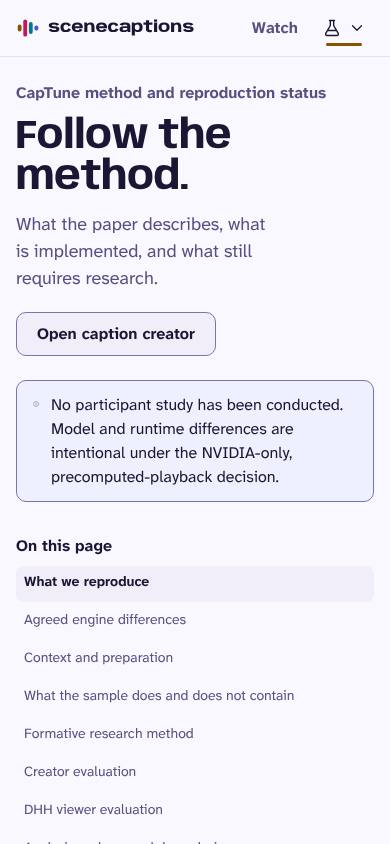 scenecaptions
Watch
CapTune method and reproduction status
Follow the
method.
What the paper describes, what
is implemented, and what still
requires research.
Open caption creator
No participant study has been conducted.
Model and runtime differences are
intentional under the NVIDIA-only,
precomputed-playback decision.
On this page
What we reproduce
Agreed engine differences
Context and preparation
What the sample does and does not contain
Formative research method
Creator evaluation
DHH viewer evaluation